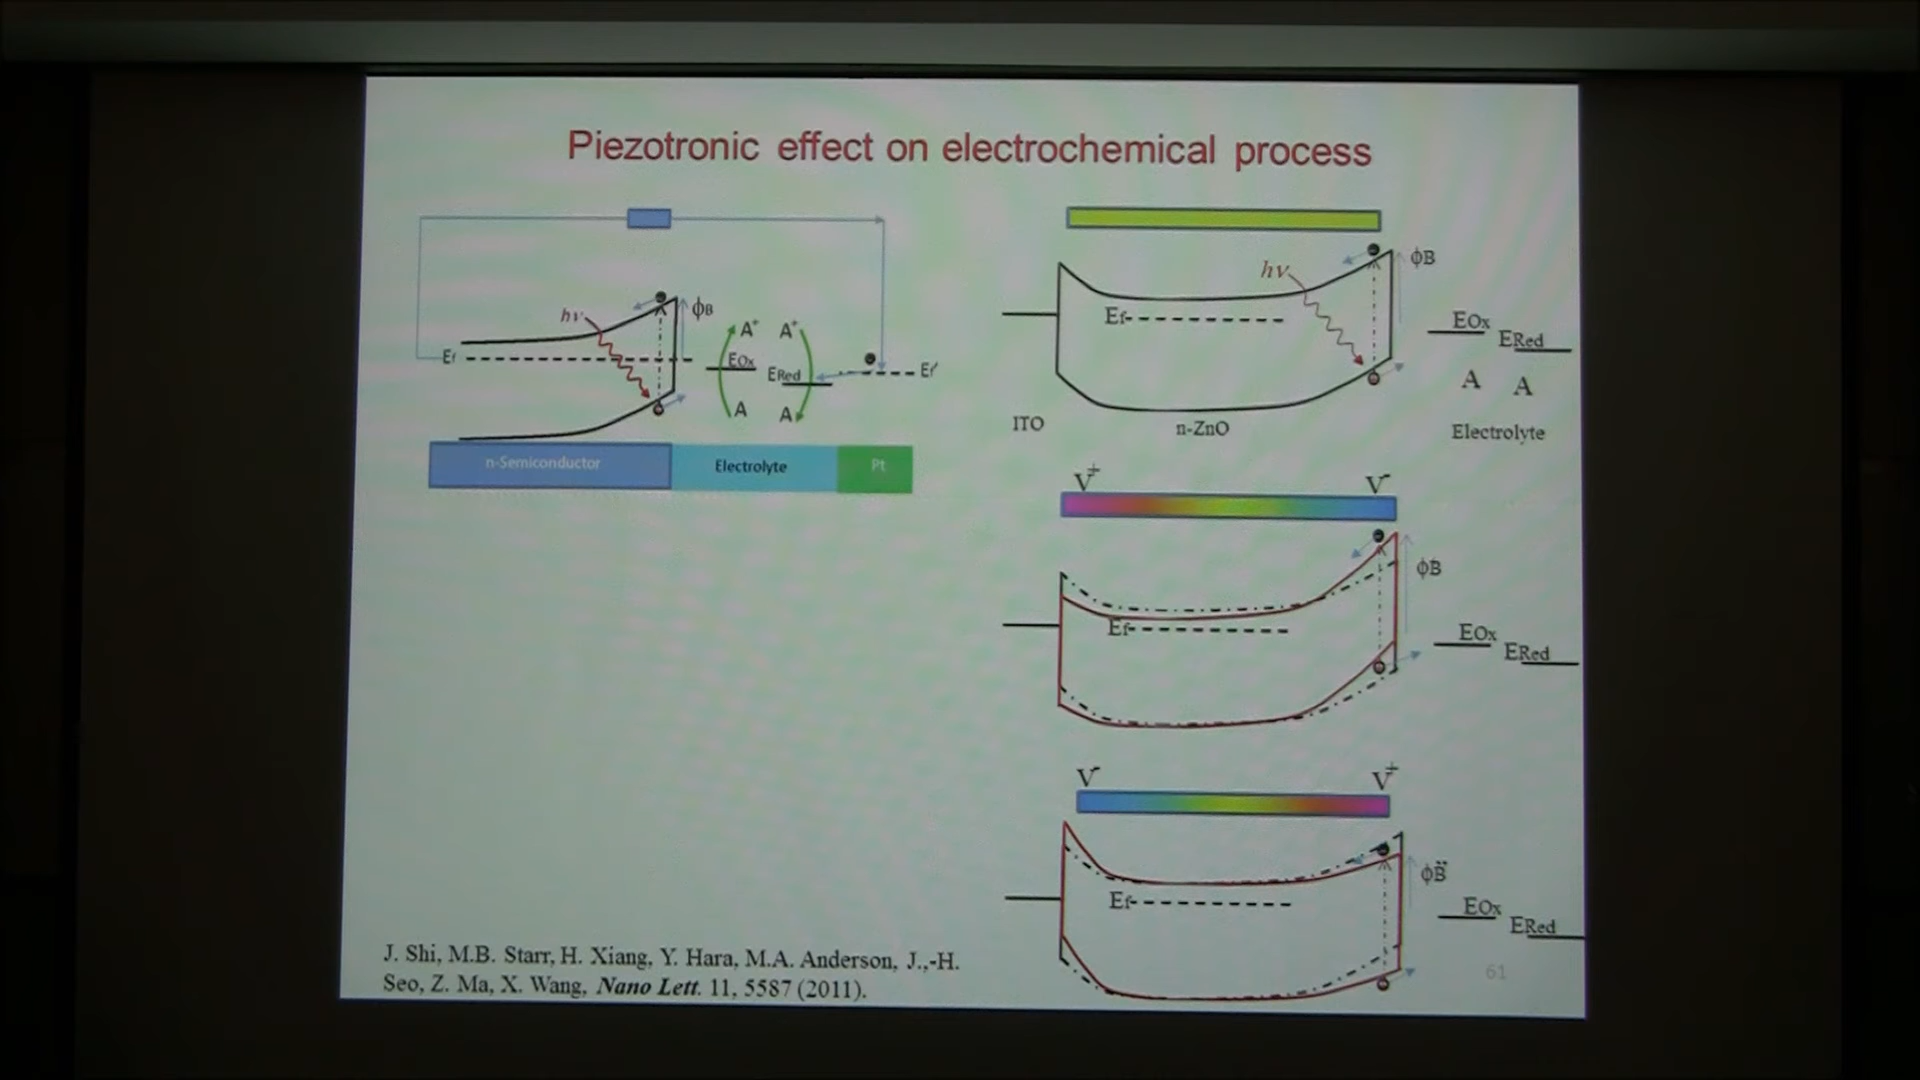 Piezotronic effect on electrochemical process
hν
ϕB
Ef
EOx
ERed
A⁺ A⁺
A A
Ef'
n-Semiconductor
Electrolyte
Pt
hν
ϕB
Ef
EOx
ERed
A A
ITO
n-ZnO
Electrolyte
V⁺ V⁻
ϕB
Ef
EOx
ERed
V⁻ V⁺
ϕB̈
Ef
EOx
ERed
J. Shi, M.B. Starr, H. Xiang, Y. Hara, M.A. Anderson, J.,-H.
Seo, Z. Ma, X. Wang, Nano Lett. 11, 5587 (2011).
61